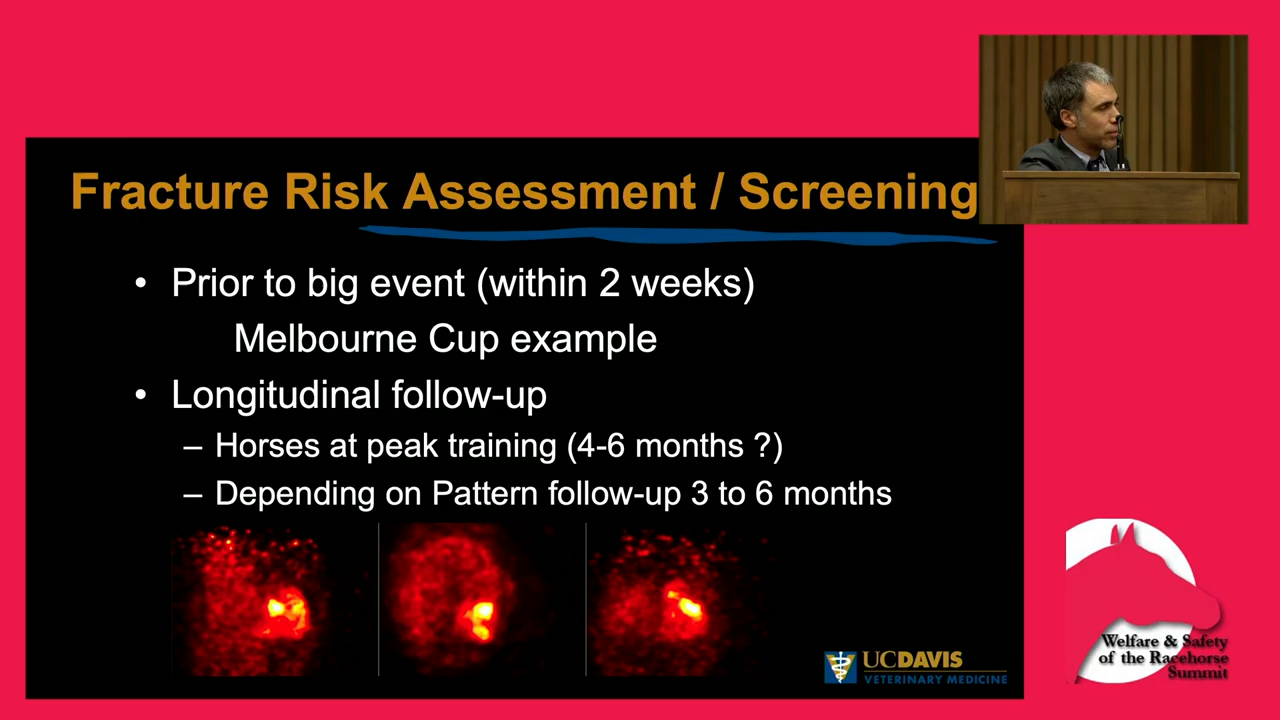 Fracture Risk Assessment / Screening
• Prior to big event (within 2 weeks)
Melbourne Cup example
• Longitudinal follow-up
– Horses at peak training (4-6 months ?)
– Depending on Pattern follow-up 3 to 6 months
UCDAVIS
VETERINARY MEDICINE
Welfare & Safety
of the Racehorse
Summit